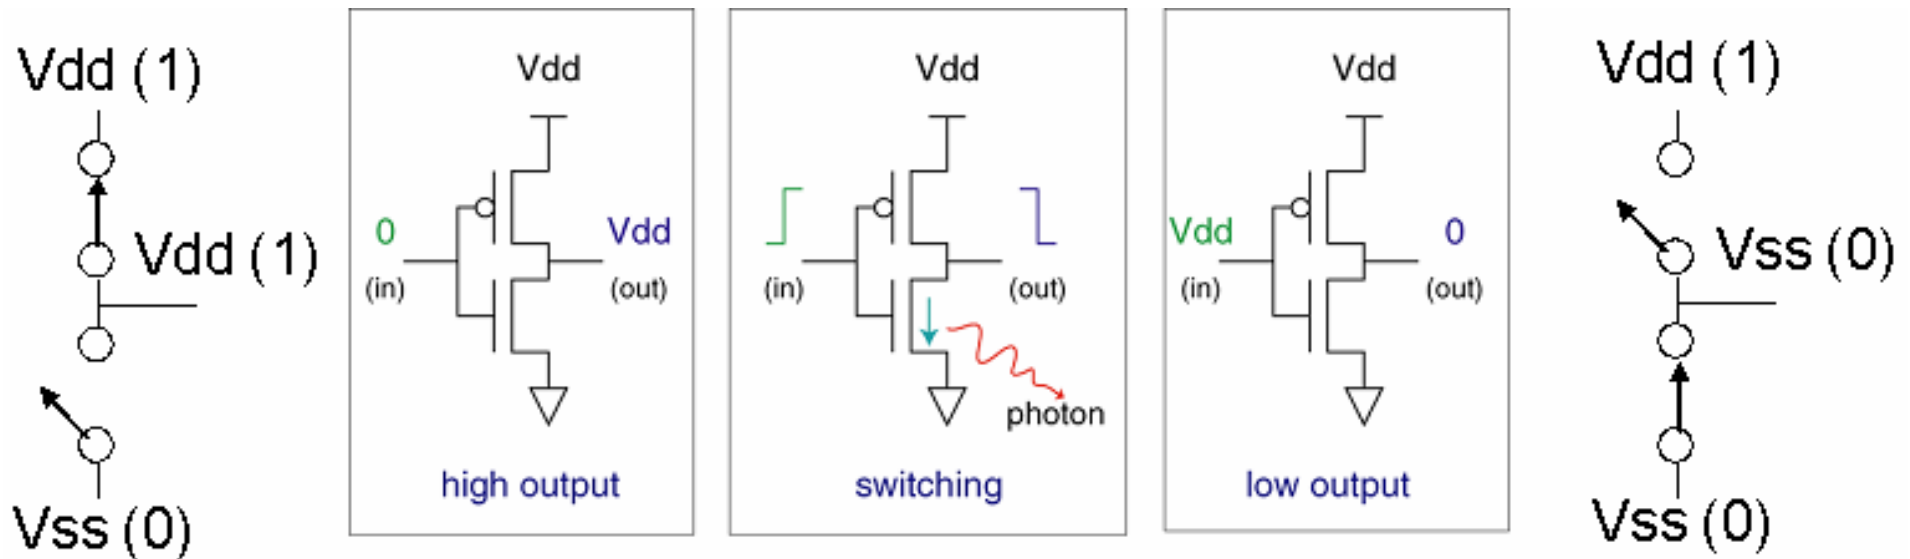 Vdd (1)
Vdd (1)
Vss (0)
Vdd
0
Vdd
(in)
(out)
high output
Vdd
(in)
(out)
photon
switching
Vdd
Vdd
0
(in)
(out)
low output
Vdd (1)
Vss (0)
Vss (0)